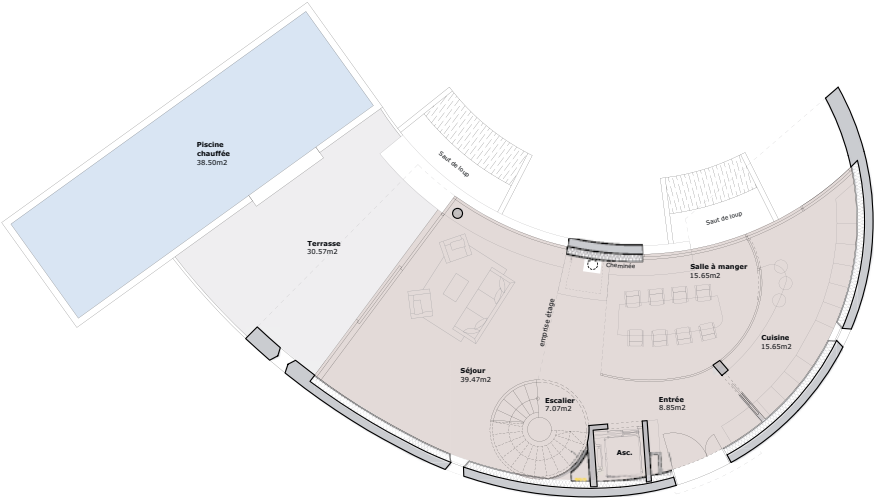 Piscine
chauffée
38.50m2
Saut de loup
Saut de loup
Terrasse
30.57m2
Cheminée
Salle à manger
15.65m2
emprise étage
Cuisine
15.65m2
Séjour
39.47m2
Escalier
7.07m2
Entrée
8.85m2
Asc.